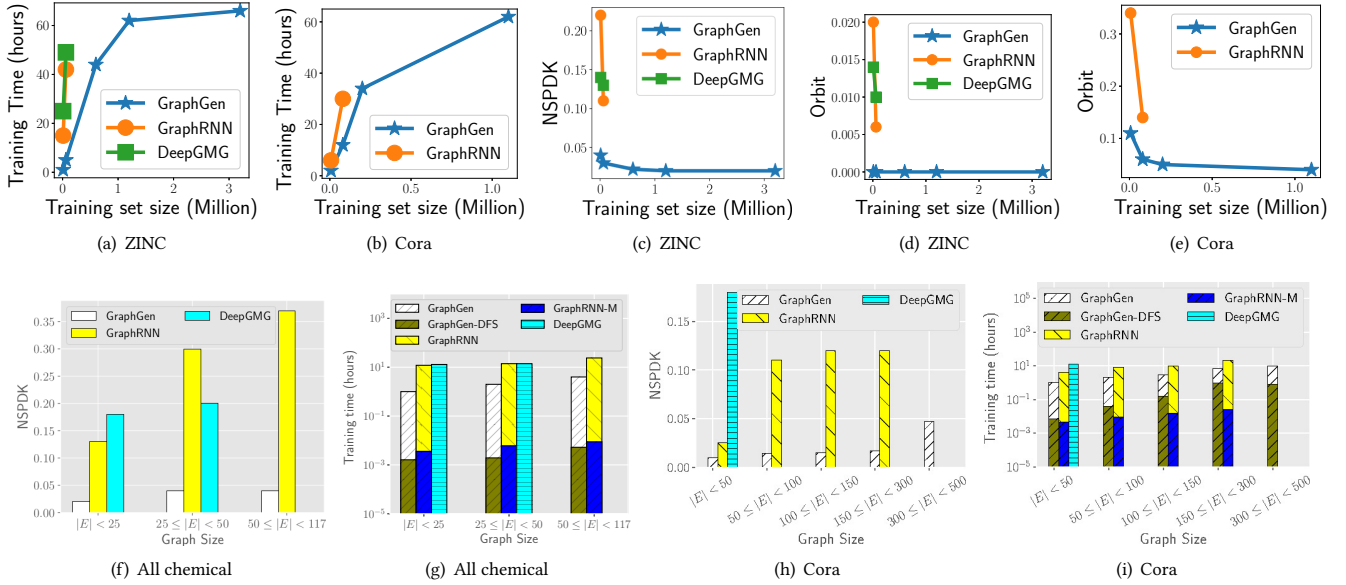 Training Time (hours)
60
40
20
0
GraphGen
GraphRNN
DeepGMG
0 1 2 3
Training set size (Million)
(a) ZINC
Training Time (hours)
60
40
20
0
GraphGen
GraphRNN
0.0 0.5 1.0
Training set size (Million)
(b) Cora
NSPDK
0.20
0.15
0.10
0.05
GraphGen
GraphRNN
DeepGMG
0 1 2 3
Training set size (Million)
(c) ZINC
Orbit
0.020
0.015
0.010
0.005
0.000
GraphGen
GraphRNN
DeepGMG
0 1 2 3
Training set size (Million)
(d) ZINC
Orbit
0.3
0.2
0.1
GraphGen
GraphRNN
0.0 0.5 1.0
Training set size (Million)
(e) Cora
NSPDK
0.35
0.30
0.25
0.20
0.15
0.10
0.05
0.00
GraphGen DeepGMG
GraphRNN
|E| < 25 25 ≤ |E| < 50 50 ≤ |E| < 117
Graph Size
(f) All chemical
Training time (hours)
10³
10¹
10⁻¹
10⁻³
10⁻⁵
GraphGen GraphRNN-M
GraphGen-DFS DeepGMG
GraphRNN
|E| < 25 25 ≤ |E| < 50 50 ≤ |E| < 117
Graph Size
(g) All chemical
NSPDK
0.15
0.10
0.05
0.00
GraphGen DeepGMG
GraphRNN
|E| < 50 50 ≤ |E| < 100 100 ≤ |E| < 150 150 ≤ |E| < 300 300 ≤ |E| < 500
Graph Size
(h) Cora
Training time (hours)
10⁵
10³
10¹
10⁻¹
10⁻³
10⁻⁵
GraphGen GraphRNN-M
GraphGen-DFS DeepGMG
GraphRNN
|E| < 50 50 ≤ |E| < 100 100 ≤ |E| < 150 150 ≤ |E| < 300 300 ≤ |E| < 500
Graph Size
(i) Cora